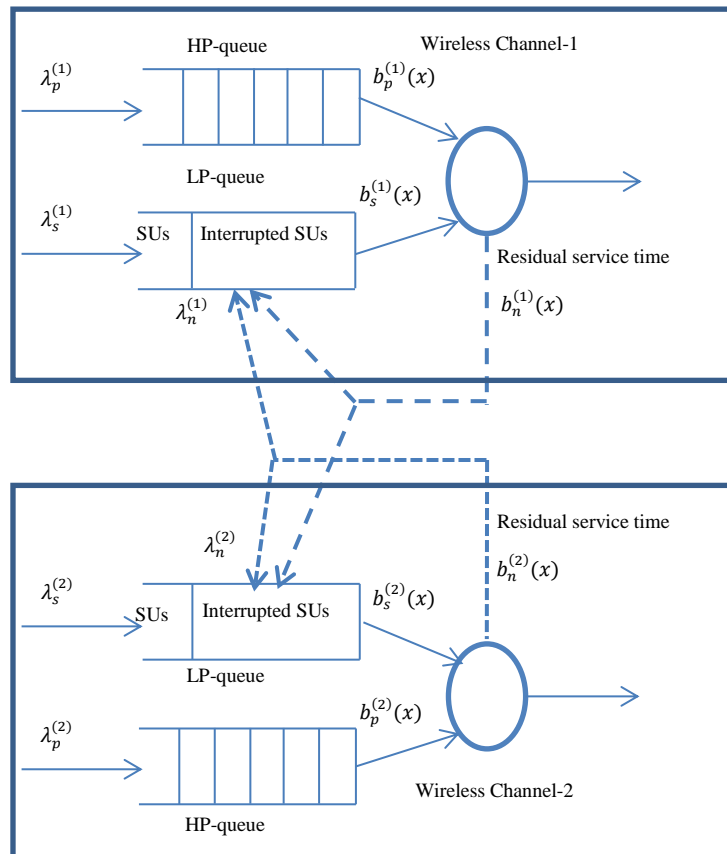 HP-queue
Wireless Channel-1
λ_p^{(1)}
b_p^{(1)}(x)
LP-queue
λ_s^{(1)}
b_s^{(1)}(x)
SUs
Interrupted SUs
Residual service time
λ_n^{(1)}
b_n^{(1)}(x)
Residual service time
λ_n^{(2)}
b_n^{(2)}(x)
λ_s^{(2)}
SUs
Interrupted SUs
b_s^{(2)}(x)
LP-queue
λ_p^{(2)}
b_p^{(2)}(x)
Wireless Channel-2
HP-queue